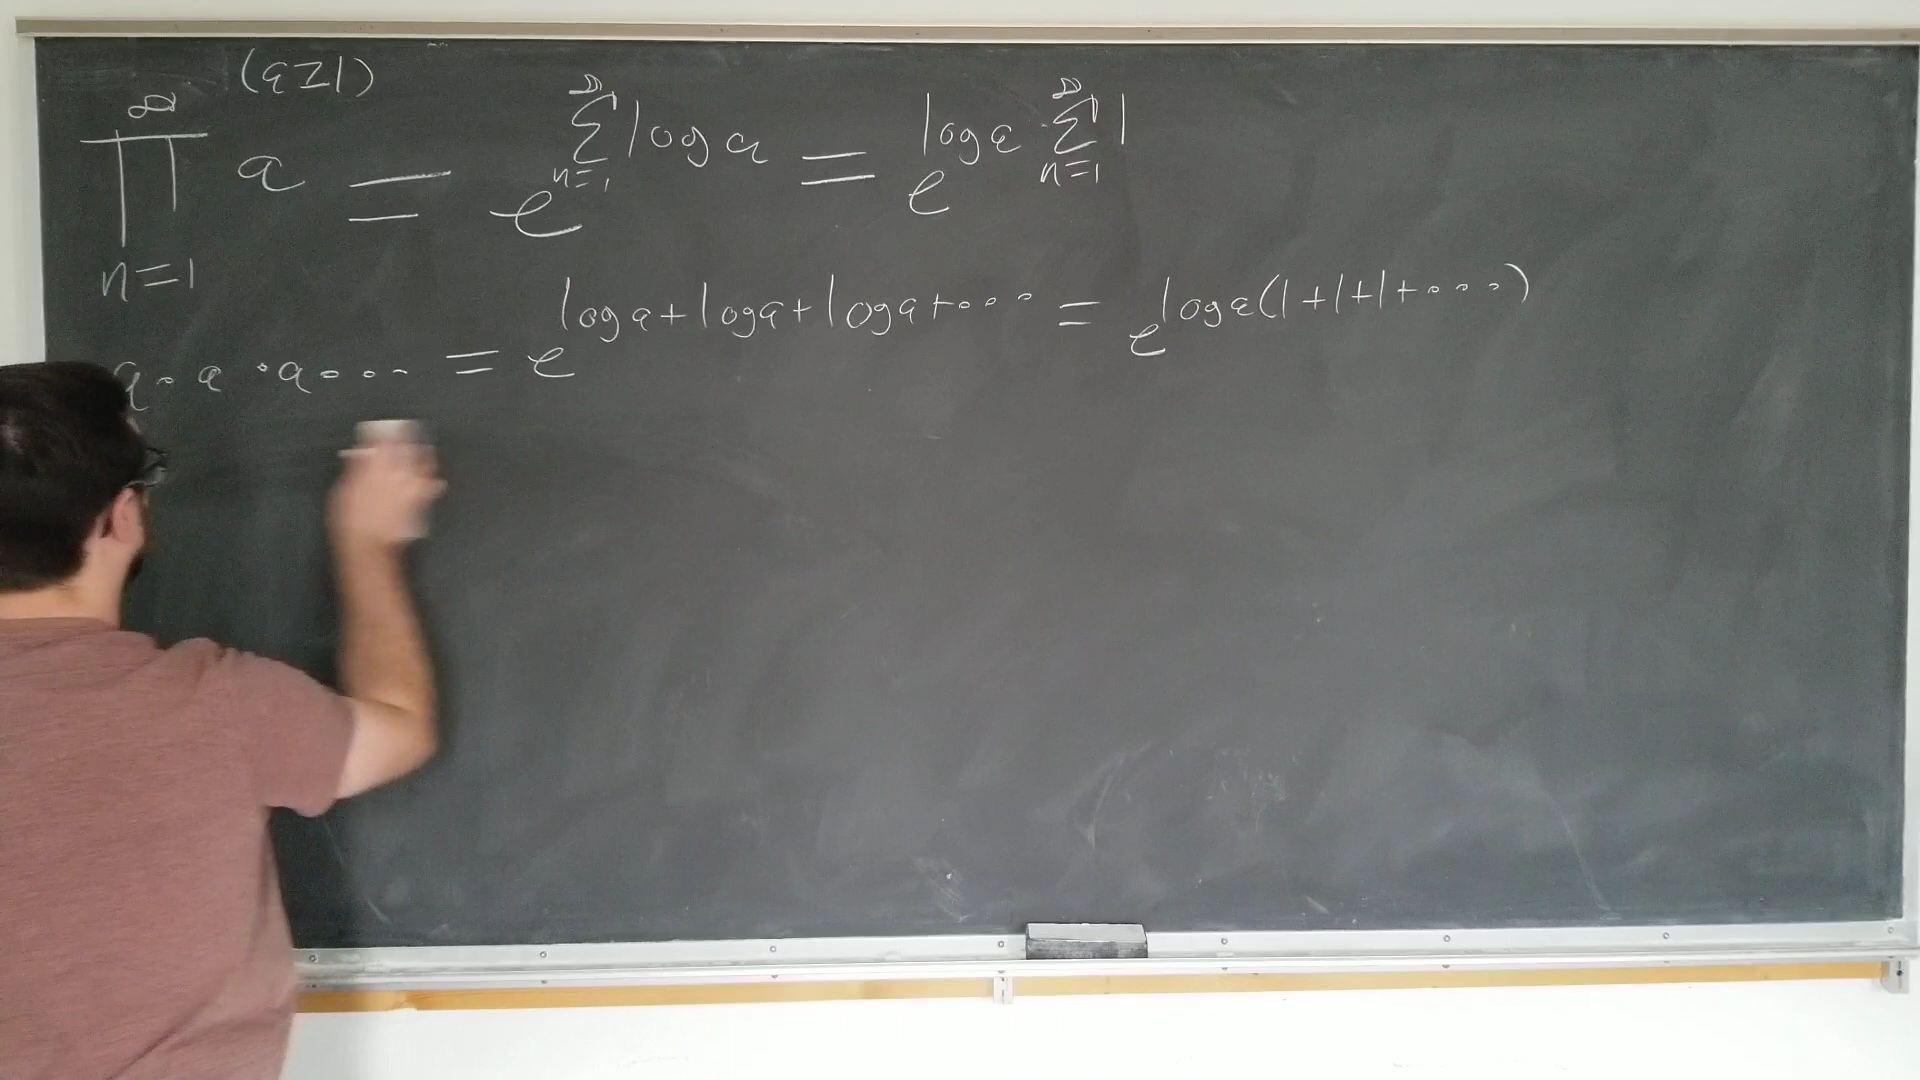 (a≥1)
∏_{n=1}^{∞} a = e^{∑_{n=1}^{∞} log a} = e^{log a · ∑_{n=1}^{∞} 1}
a · a · a ··· = e^{log a + log a + log a + ···} = e^{log a (1+1+1+ ···)}